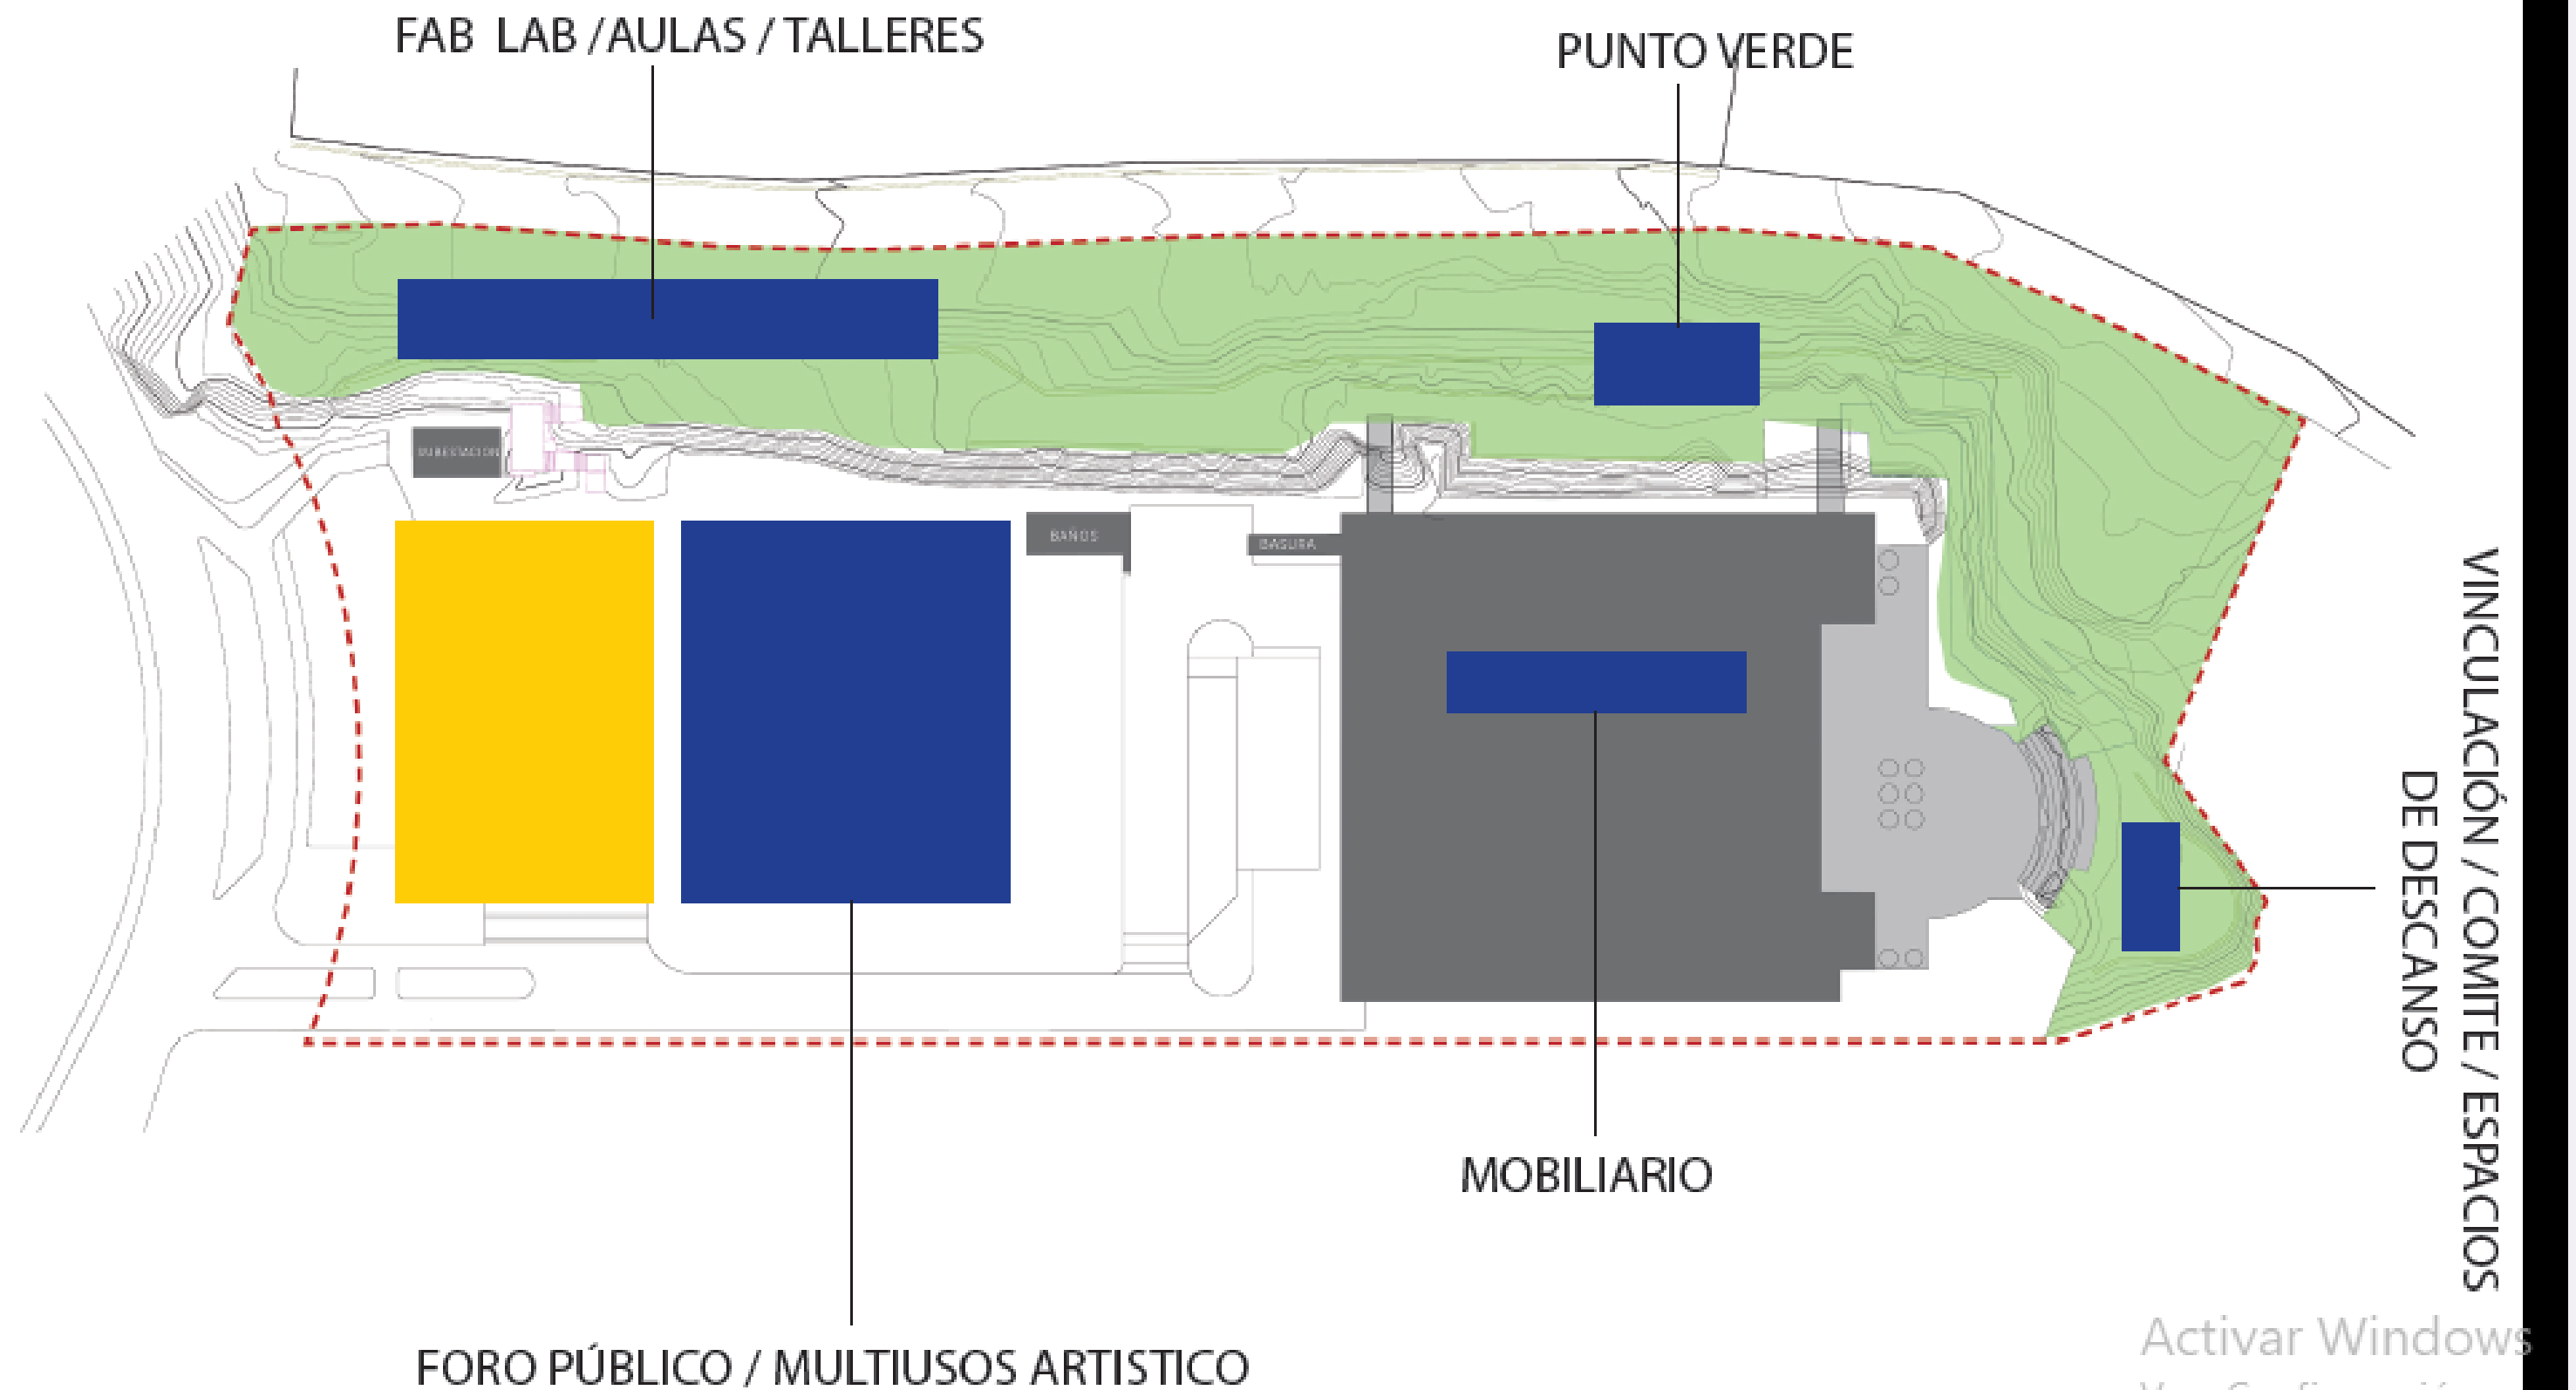 FAB LAB /AULAS / TALLERES
PUNTO VERDE
SUBESTACION
BAÑOS
BASURA
VINCULACIÓN / COMITE / ESPACIOS
DE DESCANSO
MOBILIARIO
FORO PÚBLICO / MULTIUSOS ARTISTICO
Activar Windows